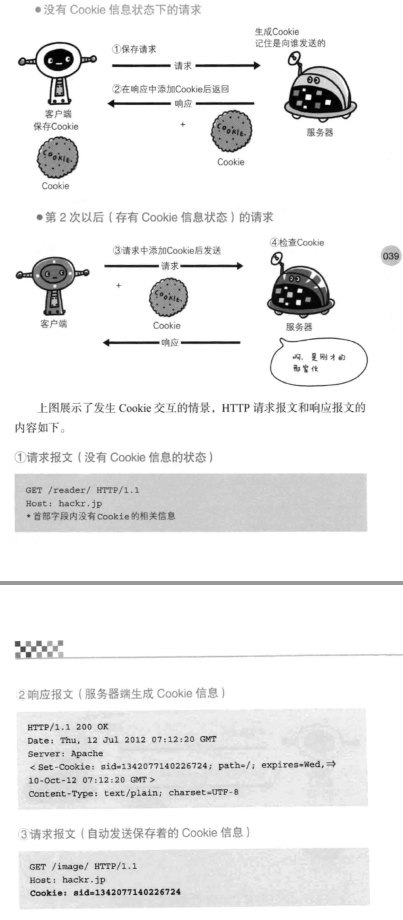 ●没有 Cookie 信息状态下的请求
①保存请求
请求
生成Cookie
记住是向谁发送的
②在响应中添加Cookie后返回
响应
+
客户端
保存Cookie
COOKIE
Cookie
COOKIE
Cookie
服务器
●第 2 次以后（存有 Cookie 信息状态）的请求
③请求中添加Cookie后发送
请求
④检查Cookie
039
+
COOKIE
Cookie
客户端
服务器
响应
啊，是刚才的
那家伙
上图展示了发生 Cookie 交互的情景，HTTP 请求报文和响应报文的
内容如下。
①请求报文（没有 Cookie 信息的状态）
GET /reader/ HTTP/1.1
Host: hackr.jp
*首部字段内没有Cookie的相关信息
2响应报文（服务器端生成 Cookie 信息）
HTTP/1.1 200 OK
Date: Thu, 12 Jul 2012 07:12:20 GMT
Server: Apache
<Set-Cookie: sid=1342077140226724; path=/; expires=Wed,⇒
10-Oct-12 07:12:20 GMT>
Content-Type: text/plain; charset=UTF-8
③请求报文（自动发送保存着的 Cookie 信息）
GET /image/ HTTP/1.1
Host: hackr.jp
Cookie: sid=1342077140226724